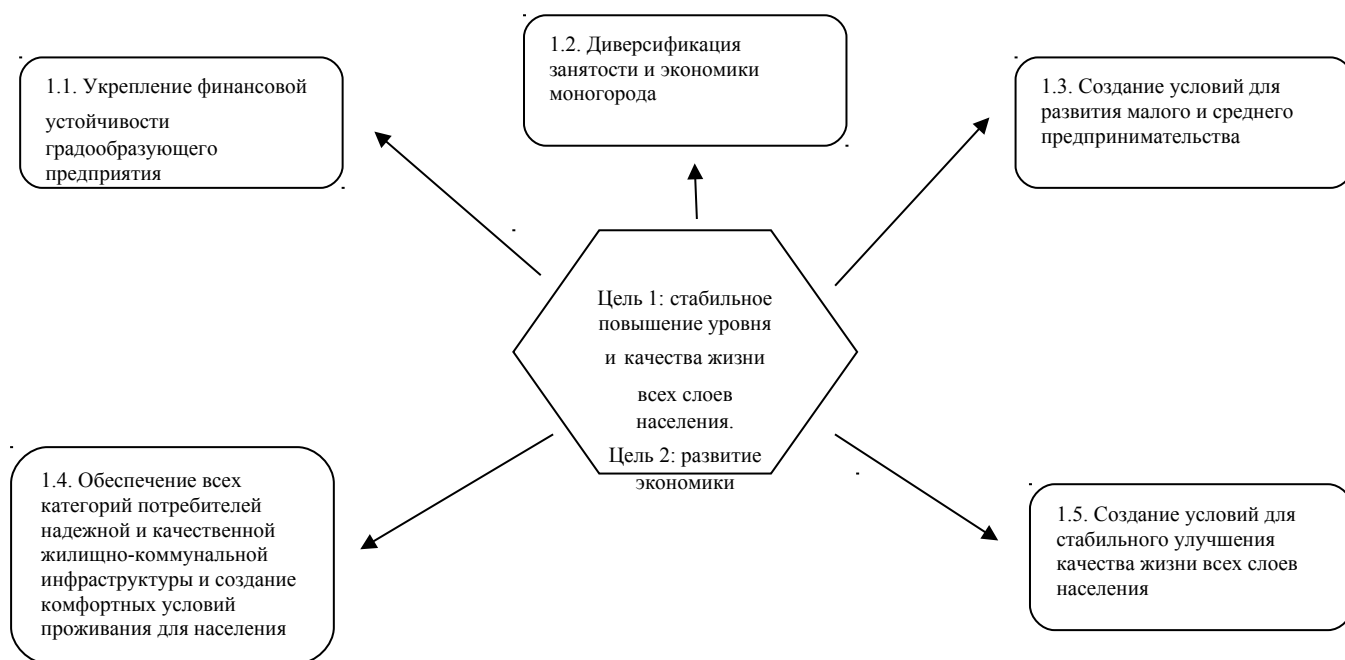 1.1. Укрепление финансовой
устойчивости
градообразующего
предприятия
1.2. Диверсификация
занятости и экономики
моногорода
1.3. Создание условий для
развития малого и среднего
предпринимательства
Цель 1: стабильное
повышение уровня
и качества жизни
всех слоев
населения.
Цель 2: развитие
экономики
1.4. Обеспечение всех
категорий потребителей
надежной и качественной
жилищно-коммунальной
инфраструктуры и создание
комфортных условий
проживания для населения
1.5. Создание условий для
стабильного улучшения
качества жизни всех слоев
населения